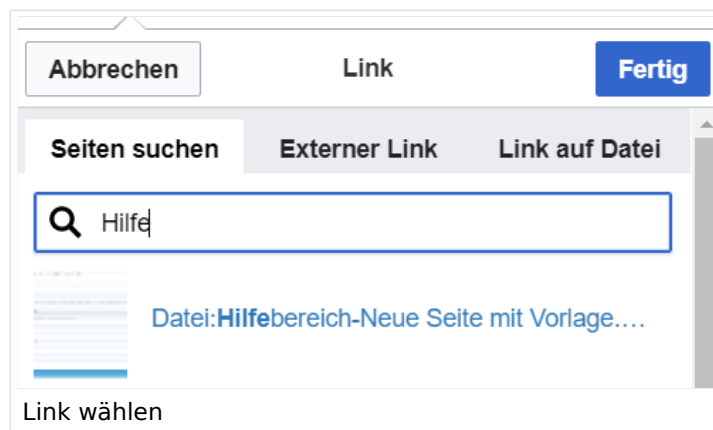 Abbrechen Link Fertig
Seiten suchen Externer Link Link auf Datei
Hilfe
Datei:Hilfebereich-Neue Seite mit Vorlage....
Link wählen